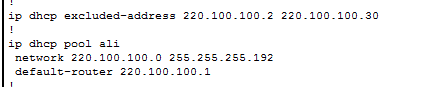 !
ip dhcp excluded-address 220.100.100.2 220.100.100.30
!
ip dhcp pool ali
 network 220.100.100.0 255.255.255.192
 default-router 220.100.100.1
!